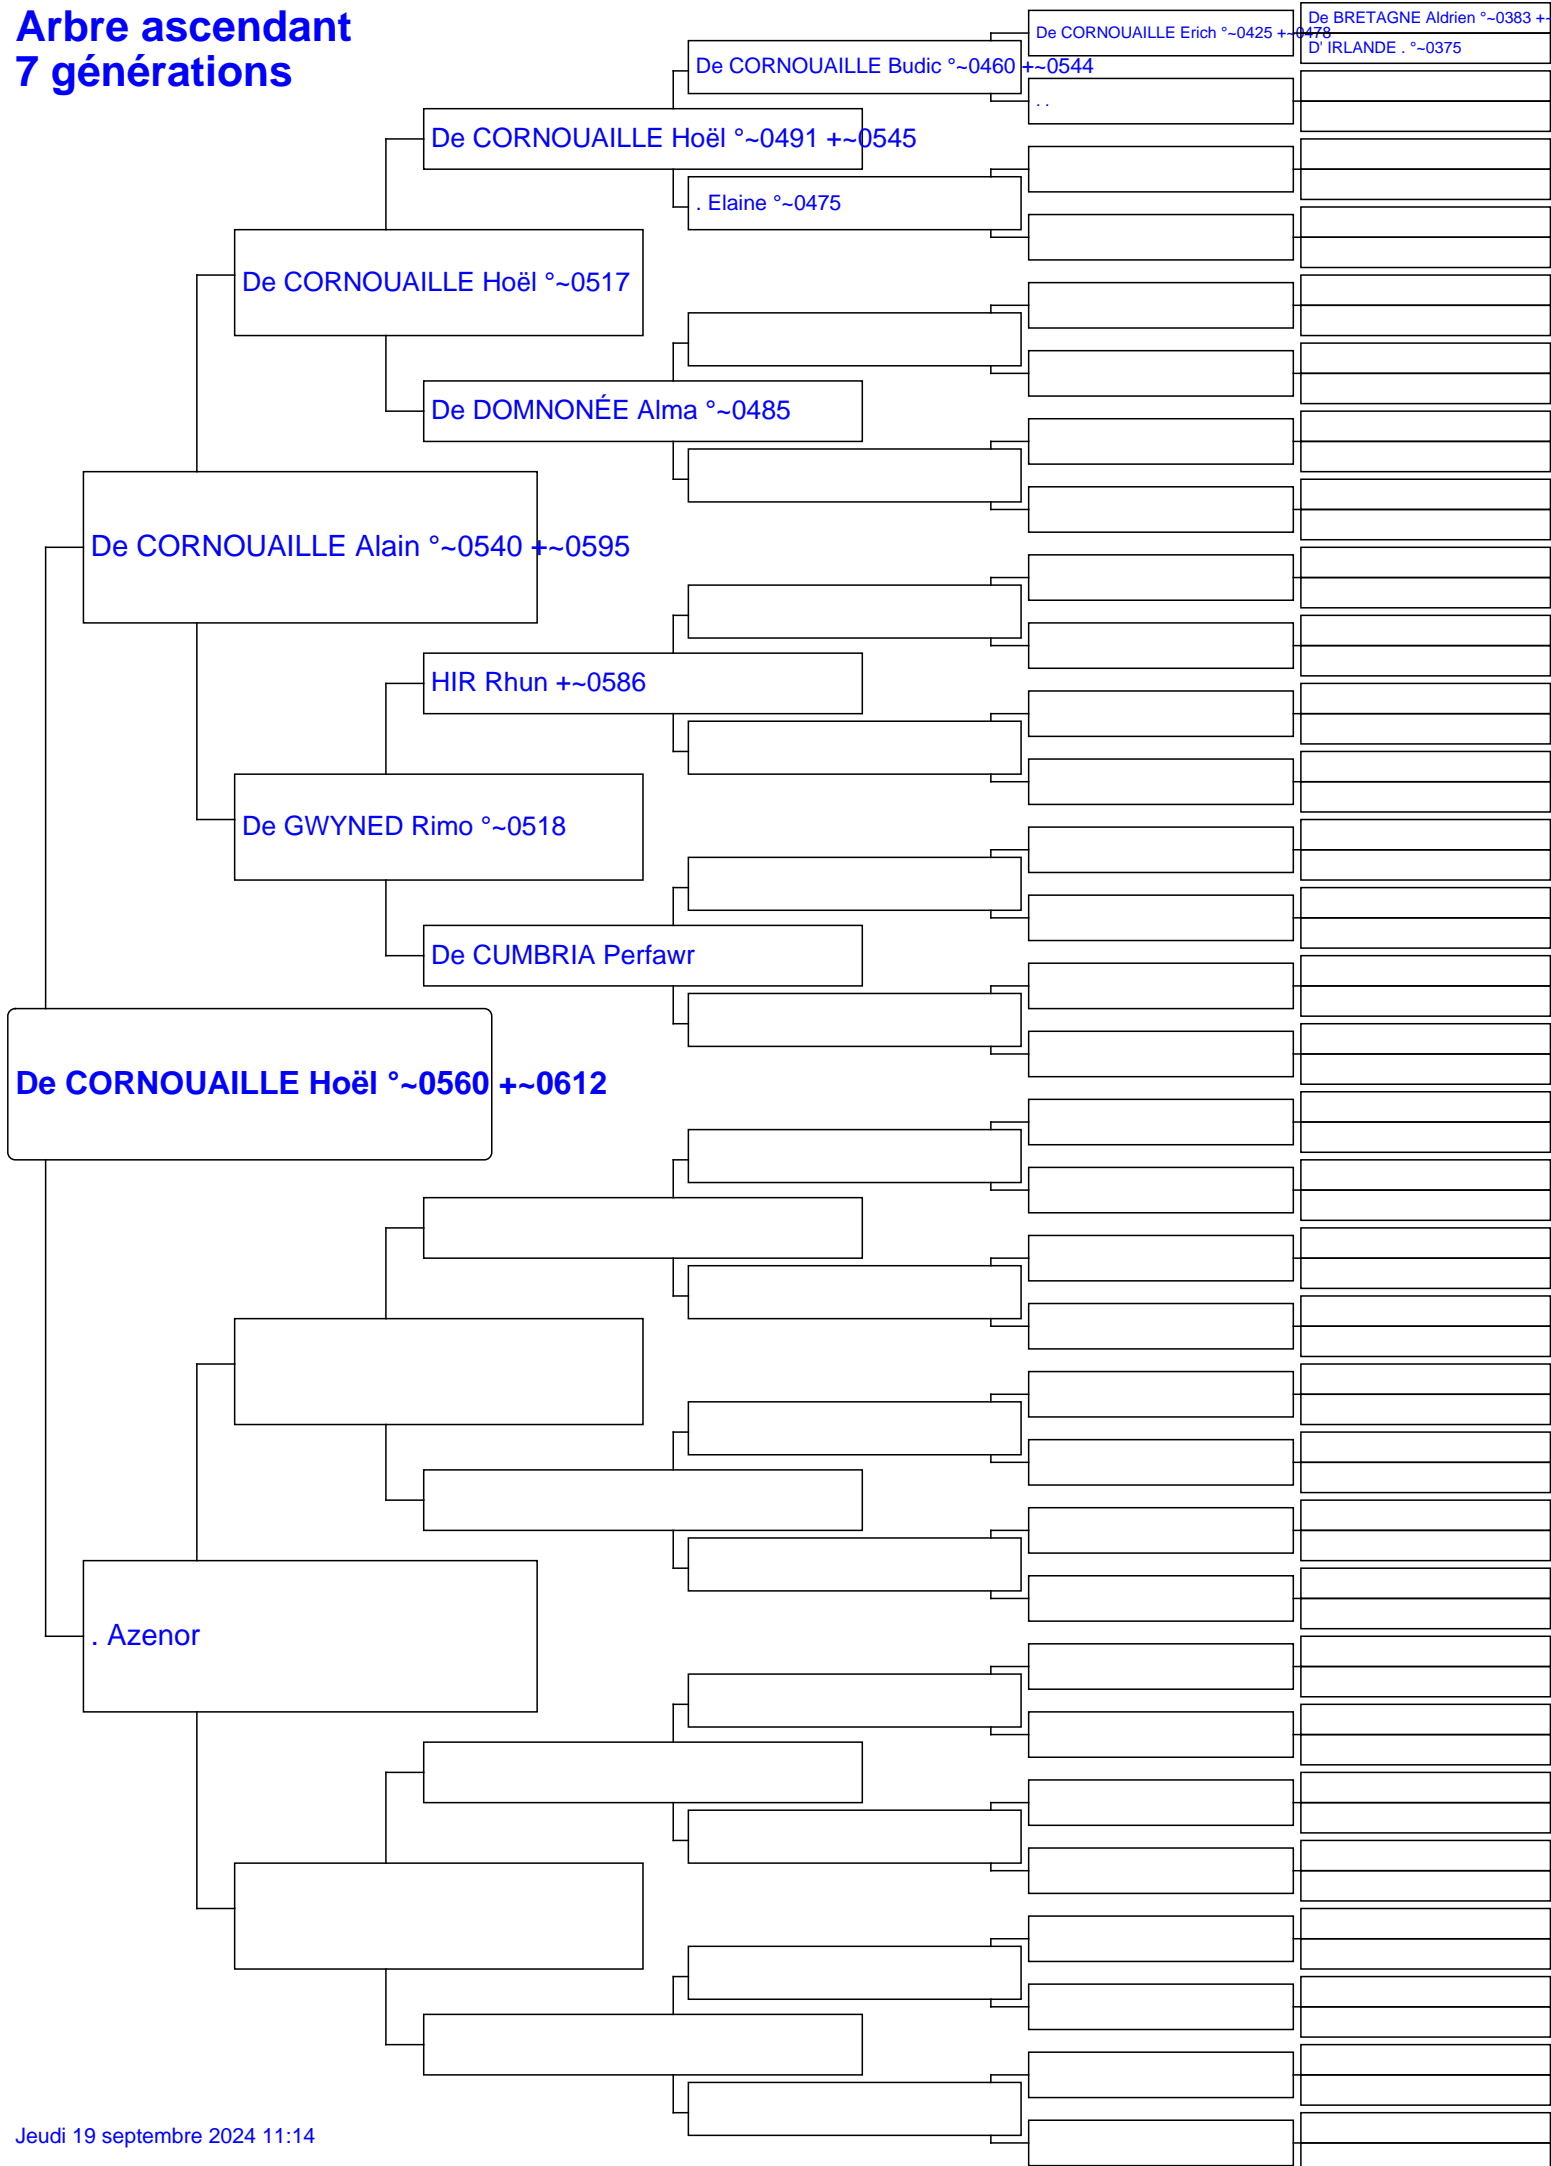 Arbre ascendant
7 générations
De CORNOUAILLE Erich °~0425 +~0478
De BRETAGNE Aldrien °~0383 +~
D' IRLANDE . °~0375
De CORNOUAILLE Budic °~0460 +~0544
. .
De CORNOUAILLE Hoël °~0491 +~0545
. Elaine °~0475
De CORNOUAILLE Hoël °~0517
De DOMNONÉE Alma °~0485
De CORNOUAILLE Alain °~0540 +~0595
HIR Rhun +~0586
De GWYNED Rimo °~0518
De CUMBRIA Perfawr
De CORNOUAILLE Hoël °~0560 +~0612
. Azenor
Jeudi 19 septembre 2024 11:14